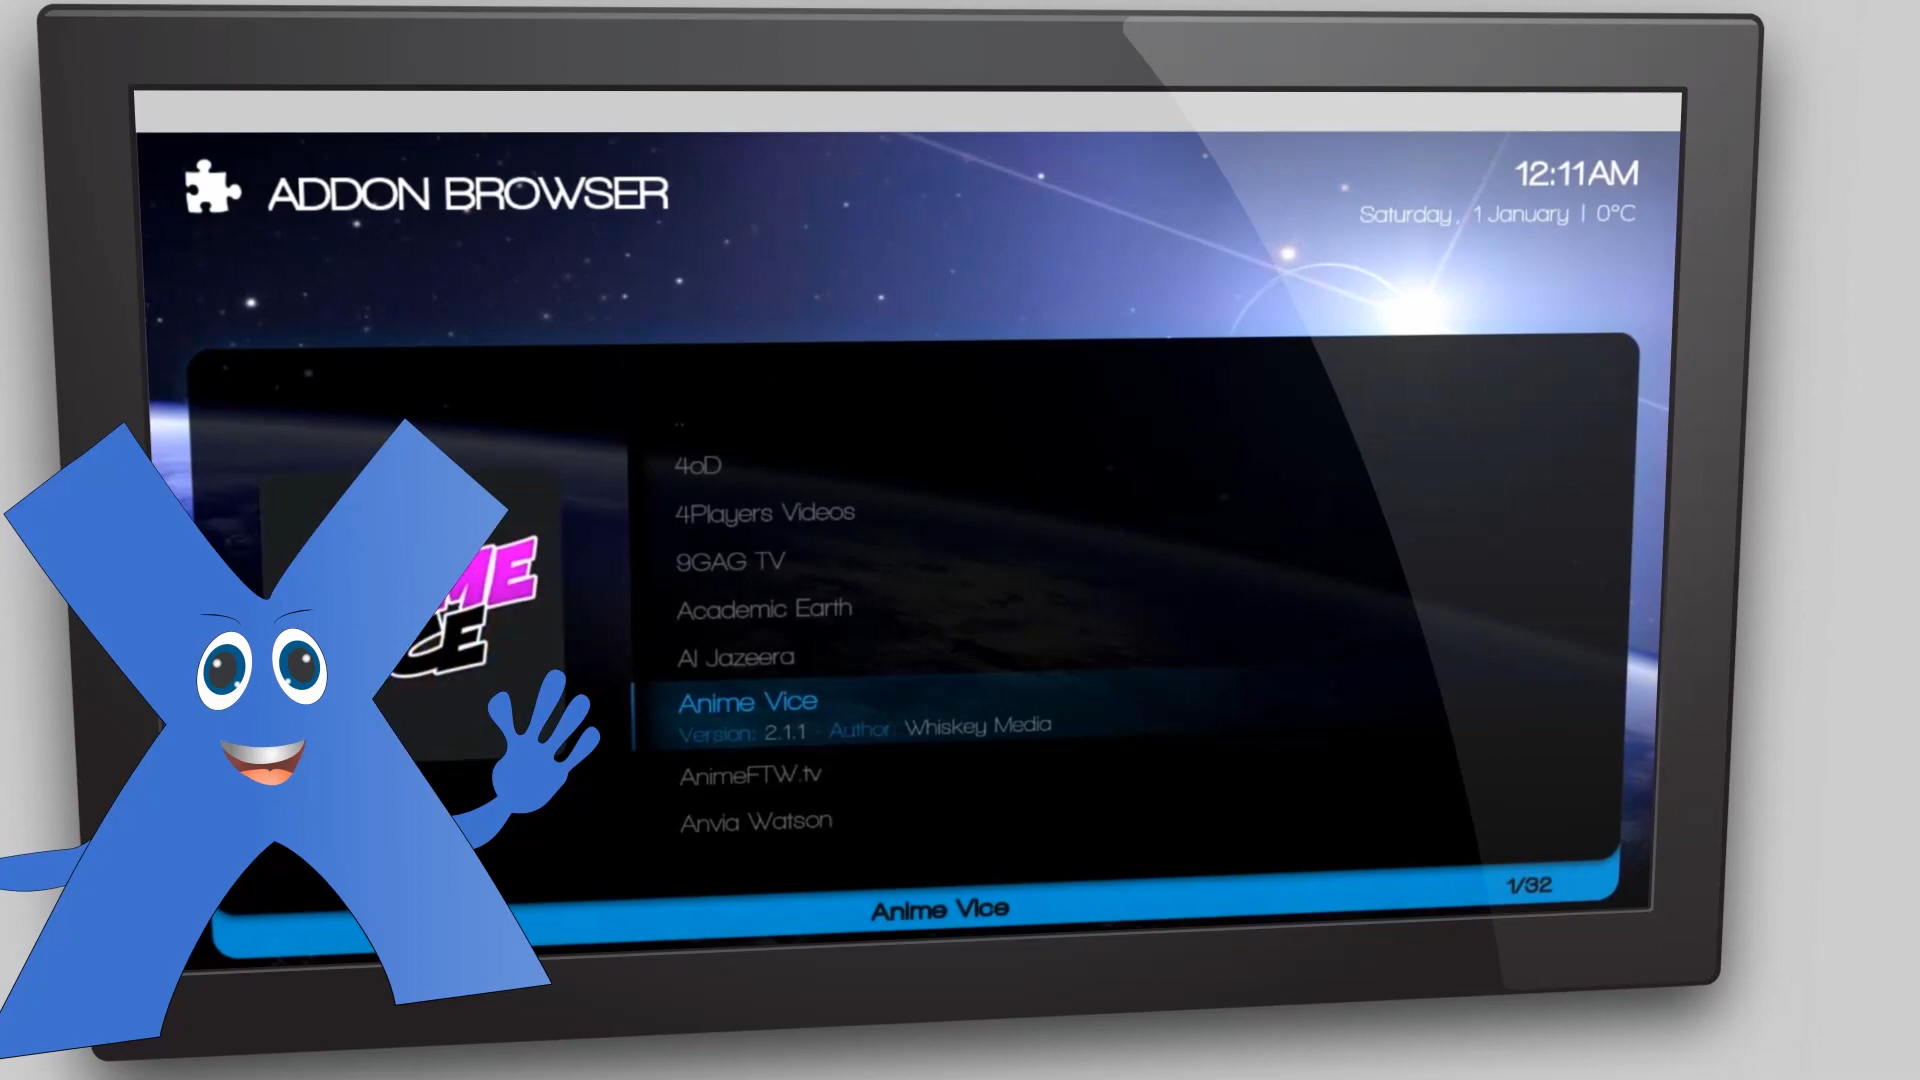 ADDON BROWSER
12:11AM
Saturday, 1 January | 0°C
..
4oD
4Players Videos
9GAG TV
Academic Earth
Al Jazeera
Anime Vice
Version: 2.1.1 - Author: Whiskey Media
AnimeFTW.tv
Anvia Watson
Anime Vice
1/32